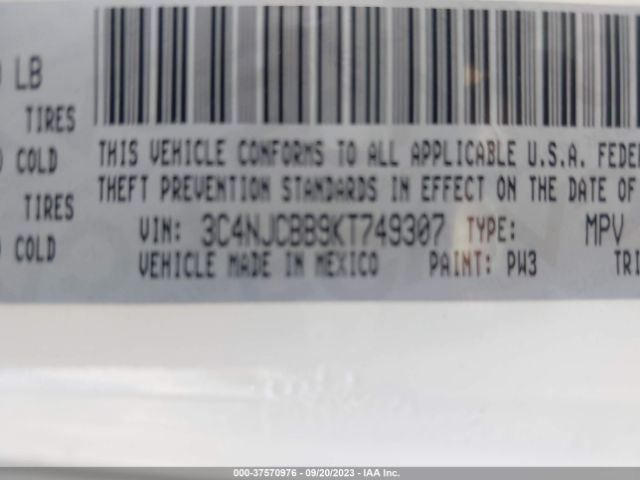 LB
TIRES
COLD
THIS VEHICLE CONFORMS TO ALL APPLICABLE U.S.A. FEDE
THEFT PREVENTION STANDARDS IN EFFECT ON THE DATE OF
TIRES
VIN: 3C4NJCBB9KT749307 TYPE: MPV
COLD
VEHICLE MADE IN MEXICO PAINT: PW3 TRI
000-37570976 - 09/20/2023 - IAA Inc.